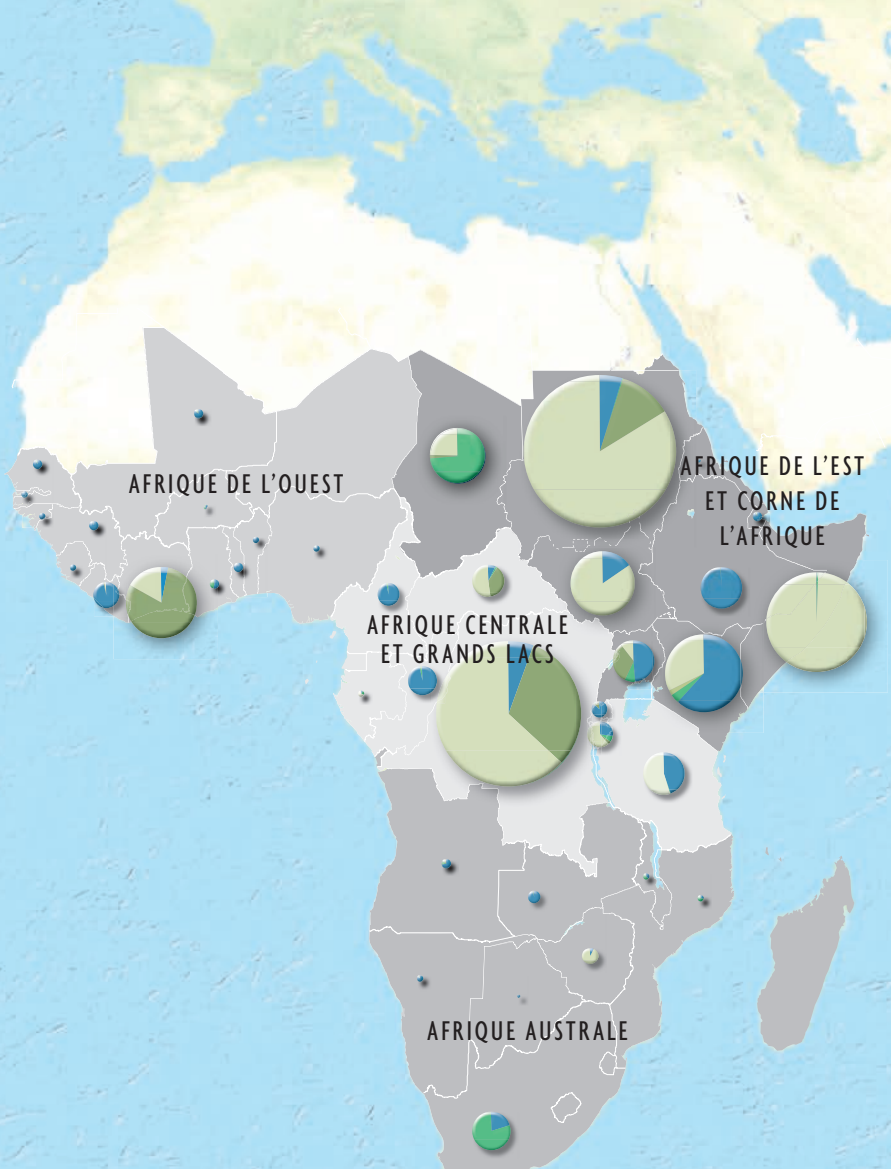 AFRIQUE DE L'EST
ET CORNE DE
L'AFRIQUE
AFRIQUE DE L'OUEST
AFRIQUE CENTRALE
ET GRANDS LACS
AFRIQUE AUSTRALE